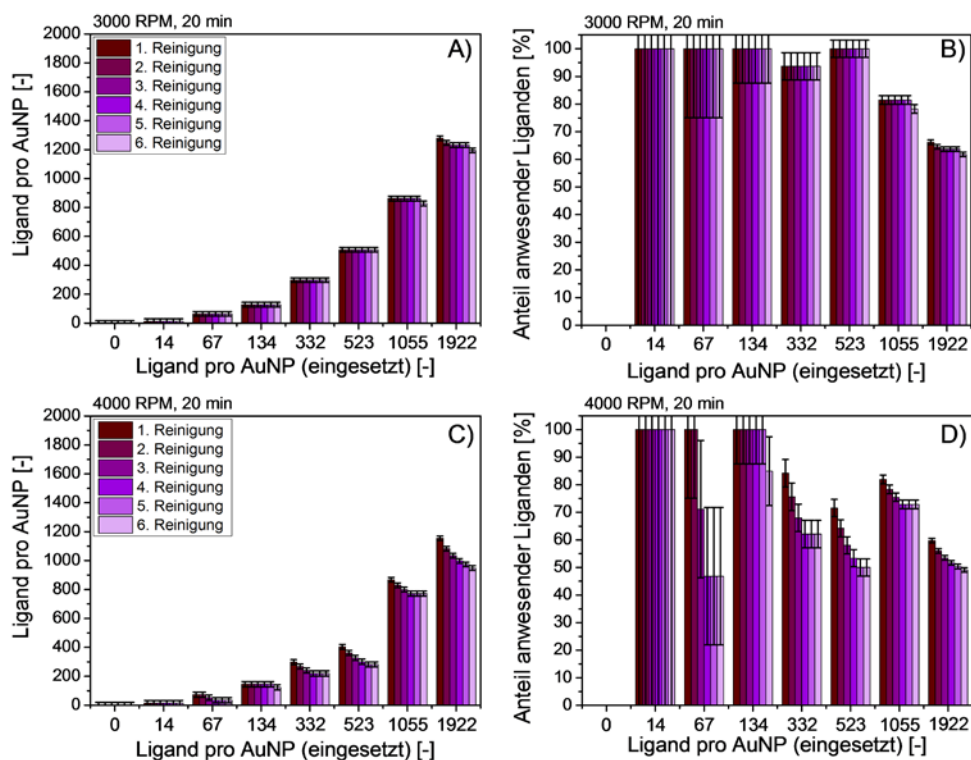 3000 RPM, 20 min
A)
Ligand pro AuNP [-]
2000
1800
1600
1400
1200
1000
800
600
400
200
0
1. Reinigung
2. Reinigung
3. Reinigung
4. Reinigung
5. Reinigung
6. Reinigung
0 14 67 134 332 523 1055 1922
Ligand pro AuNP (eingesetzt) [-]
3000 RPM, 20 min
B)
Anteil anwesender Liganden [%]
100
90
80
70
60
50
40
30
20
10
0
0 14 67 134 332 523 1055 1922
Ligand pro AuNP (eingesetzt) [-]
4000 RPM, 20 min
C)
Ligand pro AuNP [-]
2000
1800
1600
1400
1200
1000
800
600
400
200
0
1. Reinigung
2. Reinigung
3. Reinigung
4. Reinigung
5. Reinigung
6. Reinigung
0 14 67 134 332 523 1055 1922
Ligand pro AuNP (eingesetzt) [-]
4000 RPM, 20 min
D)
Anteil anwesender Liganden [%]
100
90
80
70
60
50
40
30
20
10
0
0 14 67 134 332 523 1055 1922
Ligand pro AuNP (eingesetzt) [-]